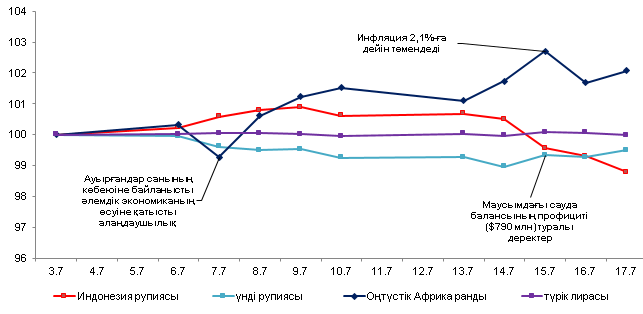 104
102
101
100
99
98
96
Инфляция 2,1%-ға
дейін төмендеді
Ауырғандар санының
көбеюіне байланысты
әлемдік экономиканың
өсуіне қатысты
алаңдаушылық
Маусымдағы сауда
балансының профициті
($790 млн) туралы
деректер
3.7 4.7 5.7 6.7 7.7 8.7 9.7 10.7 11.7 12.7 13.7 14.7 15.7 16.7 17.7
Индонезия рупиясы үнді рупиясы Оңтүстік Африка ранды түрік лирасы